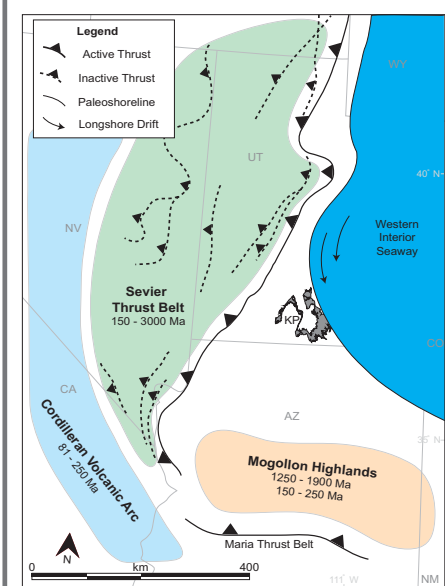 Legend
Active Thrust
Inactive Thrust
Paleoshoreline
Longshore Drift
WY
UT
40° N
NV
Western
Interior
Seaway
Sevier
Thrust Belt
150 - 3000 Ma
KP
CO
CA
AZ
Cordilleran Volcanic Arc
81 - 250 Ma
35° N
Mogollon Highlands
1250 - 1900 Ma
150 - 250 Ma
N
Maria Thrust Belt
0 km 400
111° W
NM